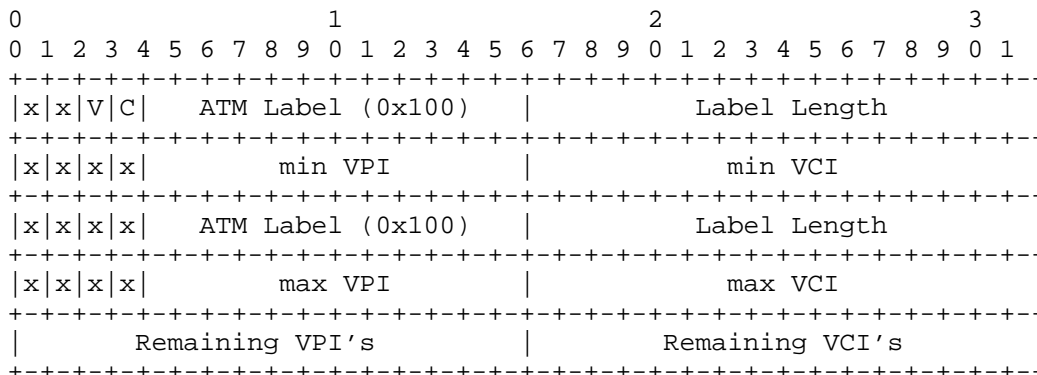 0                   1                   2                   3
0 1 2 3 4 5 6 7 8 9 0 1 2 3 4 5 6 7 8 9 0 1 2 3 4 5 6 7 8 9 0 1
+-+-+-+-+-+-+-+-+-+-+-+-+-+-+-+-+-+-+-+-+-+-+-+-+-+-+-+-+-+-+-+-
|x|x|V|C|   ATM Label (0x100)   |          Label Length
+-+-+-+-+-+-+-+-+-+-+-+-+-+-+-+-+-+-+-+-+-+-+-+-+-+-+-+-+-+-+-+-
|x|x|x|x|        min VPI        |            min VCI
+-+-+-+-+-+-+-+-+-+-+-+-+-+-+-+-+-+-+-+-+-+-+-+-+-+-+-+-+-+-+-+-
|x|x|x|x|   ATM Label (0x100)   |          Label Length
+-+-+-+-+-+-+-+-+-+-+-+-+-+-+-+-+-+-+-+-+-+-+-+-+-+-+-+-+-+-+-+-
|x|x|x|x|        max VPI        |            max VCI
+-+-+-+-+-+-+-+-+-+-+-+-+-+-+-+-+-+-+-+-+-+-+-+-+-+-+-+-+-+-+-+-
|       Remaining VPI's         |        Remaining VCI's
+-+-+-+-+-+-+-+-+-+-+-+-+-+-+-+-+-+-+-+-+-+-+-+-+-+-+-+-+-+-+-+-